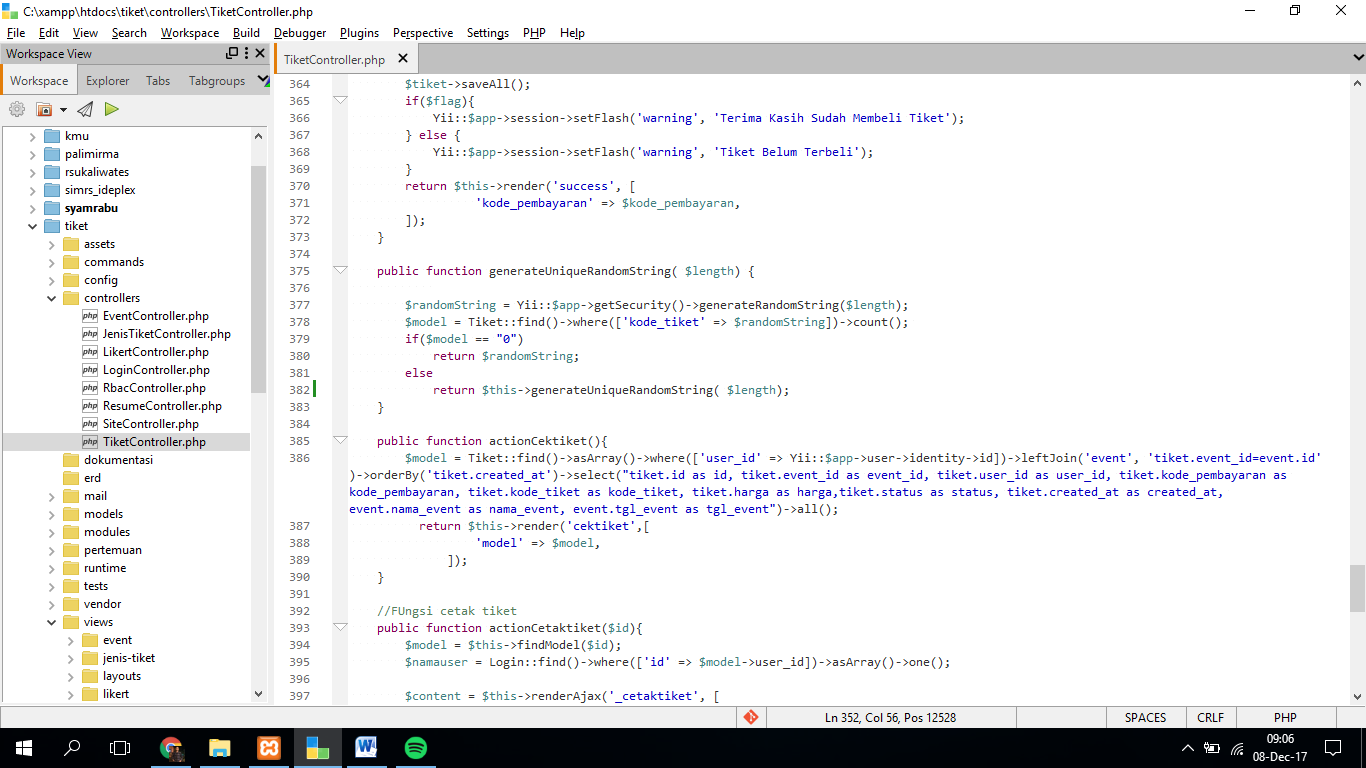 C:\xampp\htdocs\tiket\controllers\TiketController.php
File Edit View Search Workspace Build Debugger Plugins Perspective Settings PHP Help
Workspace View
TiketController.php
Workspace Explorer Tabs Tabgroups
kmu
palimirma
rsukaliwates
simrs_ideplex
syamrabu
tiket
assets
commands
config
controllers
php EventController.php
php JenisTiketController.php
php LikertController.php
php LoginController.php
php RbacController.php
php ResumeController.php
php SiteController.php
php TiketController.php
dokumentasi
erd
mail
models
modules
pertemuan
runtime
tests
vendor
views
event
jenis-tiket
layouts
likert
364 $tiket->saveAll();
365 if($flag){
366 Yii::$app->session->setFlash('warning', 'Terima Kasih Sudah Membeli Tiket');
367 } else {
368 Yii::$app->session->setFlash('warning', 'Tiket Belum Terbeli');
369 }
370 return $this->render('success', [
371 'kode_pembayaran' => $kode_pembayaran,
372 ]);
373 }
374
375 public function generateUniqueRandomString( $length) {
376
377 $randomString = Yii::$app->getSecurity()->generateRandomString($length);
378 $model = Tiket::find()->where(['kode_tiket' => $randomString])->count();
379 if($model == "0")
380 return $randomString;
381 else
382 return $this->generateUniqueRandomString( $length);
383 }
384
385 public function actionCektiket(){
386 $model = Tiket::find()->asArray()->where(['user_id' => Yii::$app->user->identity->id])->leftJoin('event', 'tiket.event_id=event.id'
)->orderBy('tiket.created_at')->select("tiket.id as id, tiket.event_id as event_id, tiket.user_id as user_id, tiket.kode_pembayaran as
kode_pembayaran, tiket.kode_tiket as kode_tiket, tiket.harga as harga,tiket.status as status, tiket.created_at as created_at,
event.nama_event as nama_event, event.tgl_event as tgl_event")->all();
387 return $this->render('cektiket',[
388 'model' => $model,
389 ]);
390 }
391
392 //FUngsi cetak tiket
393 public function actionCetaktiket($id){
394 $model = $this->findModel($id);
395 $namauser = Login::find()->where(['id' => $model->user_id])->asArray()->one();
396
397 $content = $this->renderAjax('_cetaktiket', [
Ln 352, Col 56, Pos 12528 SPACES CRLF PHP
09:06
08-Dec-17